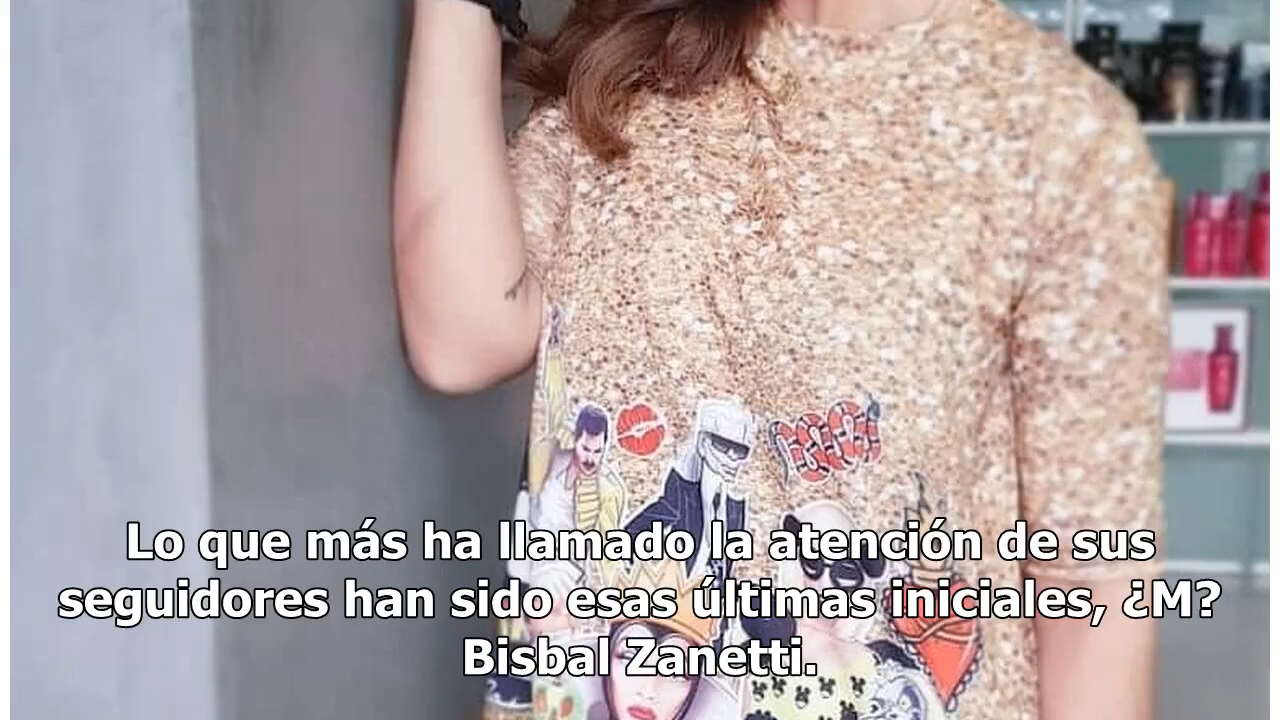 Lo que más ha llamado la atención de sus
seguidores han sido esas últimas iniciales, ¿M?
Bisbal Zanetti.